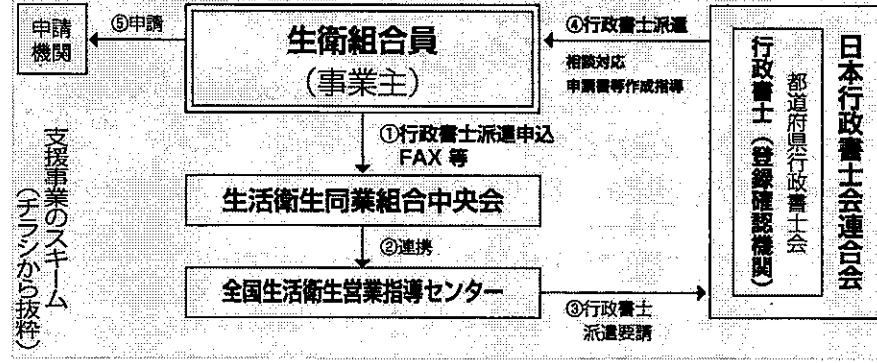 申請
機関
⑤申請
生衛組合員
(事業主)
④行政書士派遣
相談対応
申請書等作成指導
日本行政書士会連合会
都道府県行政書士会
行政書士(登録確認機関)
①行政書士派遣申込
FAX 等
生活衛生同業組合中央会
②連携
全国生活衛生営業指導センター
③行政書士
派遣要請
支援事業のスキーム
(チラシから抜粋)